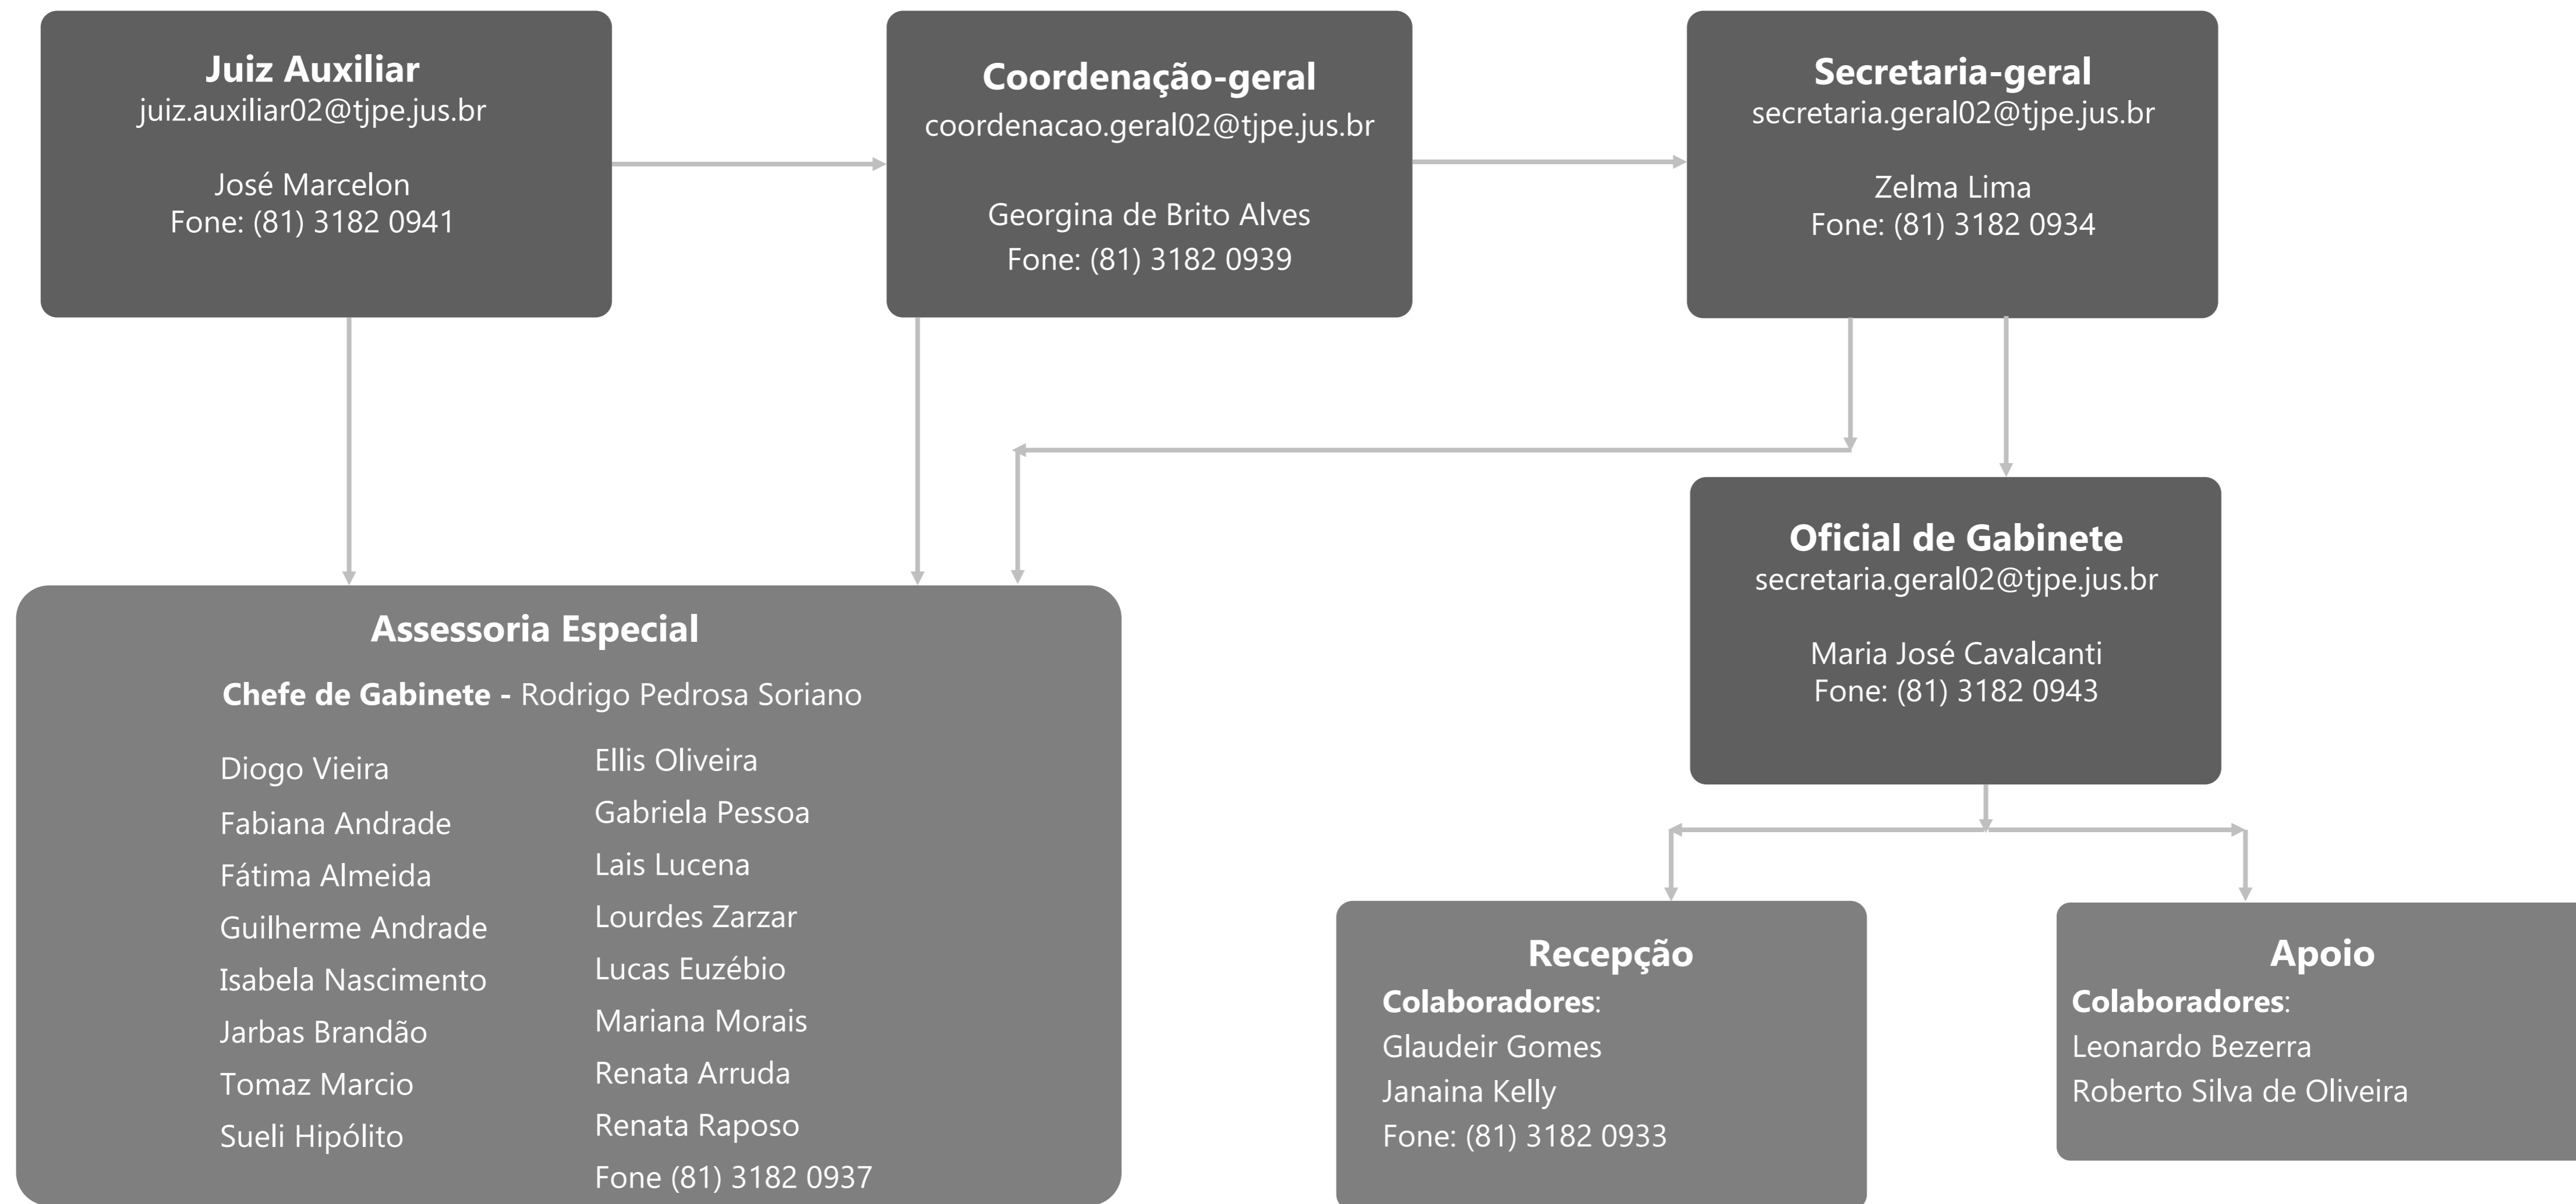 Juiz Auxiliar
juiz.auxiliar02@tjpe.jus.br
José Marcelon
Fone: (81) 3182 0941
Coordenação-geral
coordenacao.geral02@tjpe.jus.br
Georgina de Brito Alves
Fone: (81) 3182 0939
Secretaria-geral
secretaria.geral02@tjpe.jus.br
Zelma Lima
Fone: (81) 3182 0934
Oficial de Gabinete
secretaria.geral02@tjpe.jus.br
Maria José Cavalcanti
Fone: (81) 3182 0943
Assessoria Especial
Chefe de Gabinete - Rodrigo Pedrosa Soriano
Diogo Vieira
Fabiana Andrade
Fátima Almeida
Guilherme Andrade
Isabela Nascimento
Jarbas Brandão
Tomaz Marcio
Sueli Hipólito
Ellis Oliveira
Gabriela Pessoa
Lais Lucena
Lourdes Zarzar
Lucas Euzébio
Mariana Morais
Renata Arruda
Renata Raposo
Fone (81) 3182 0937
Recepção
Colaboradores:
Glaudeir Gomes
Janaina Kelly
Fone: (81) 3182 0933
Apoio
Colaboradores:
Leonardo Bezerra
Roberto Silva de Oliveira